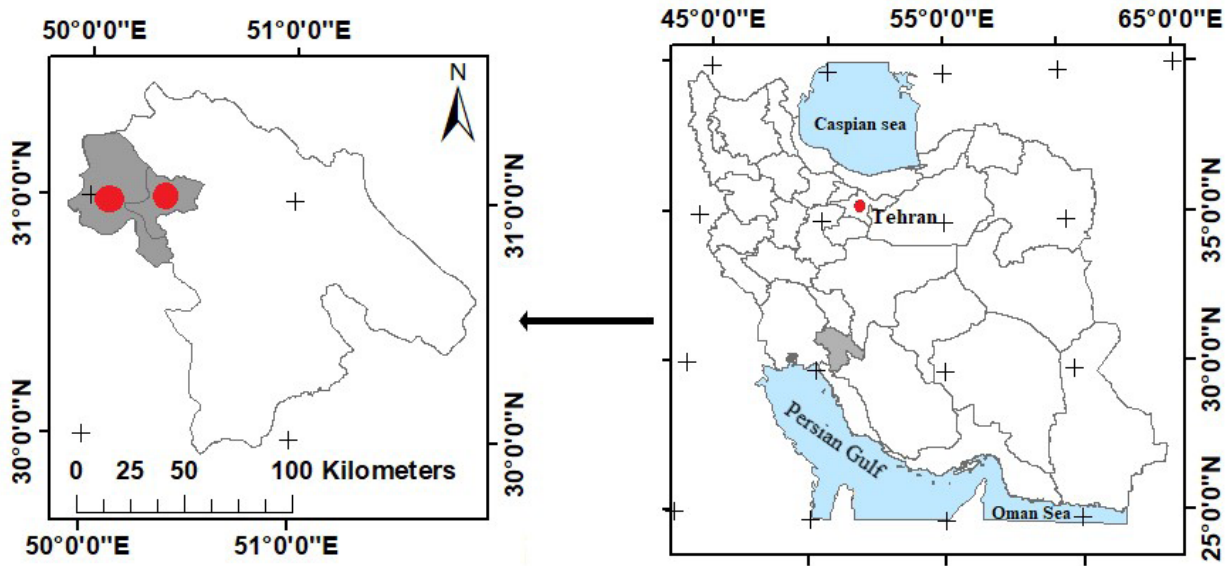 50°0'0"E 51°0'0"E
N
31°0'0"N
31°0'0"N
30°0'0"N
30°0'0"N
0 25 50 100 Kilometers
50°0'0"E 51°0'0"E
45°0'0"E 55°0'0"E 65°0'0"E
Caspian sea
Tehran
35°0'0"N
30°0'0"N
Persian Gulf
Oman Sea
25°0'0"N